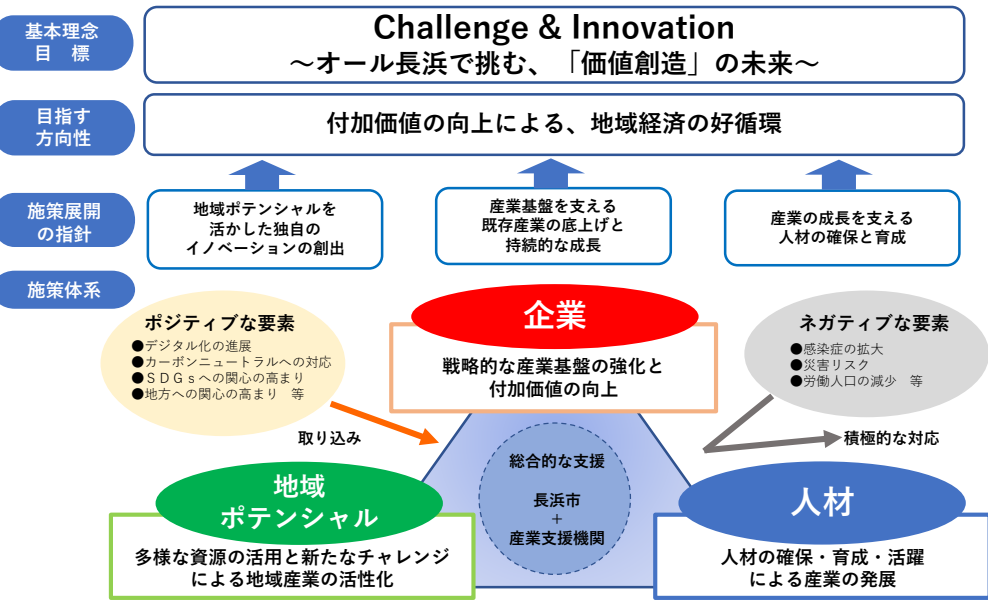 基本理念
目　標
Challenge & Innovation
～オール長浜で挑む、「価値創造」の未来～
目指す
方向性
付加価値の向上による、地域経済の好循環
施策展開
の指針
地域ポテンシャルを
活かした独自の
イノベーションの創出
産業基盤を支える
既存産業の底上げと
持続的な成長
産業の成長を支える
人材の確保と育成
施策体系
ポジティブな要素
●デジタル化の進展
●カーボンニュートラルへの対応
●ＳＤＧｓへの関心の高まり
●地方への関心の高まり　等
企業
戦略的な産業基盤の強化と
付加価値の向上
ネガティブな要素
●感染症の拡大
●災害リスク
●労働人口の減少　等
取り込み
積極的な対応
総合的な支援
長浜市
＋
産業支援機関
地域
ポテンシャル
多様な資源の活用と新たなチャレンジ
による地域産業の活性化
人材
人材の確保・育成・活躍
による産業の発展